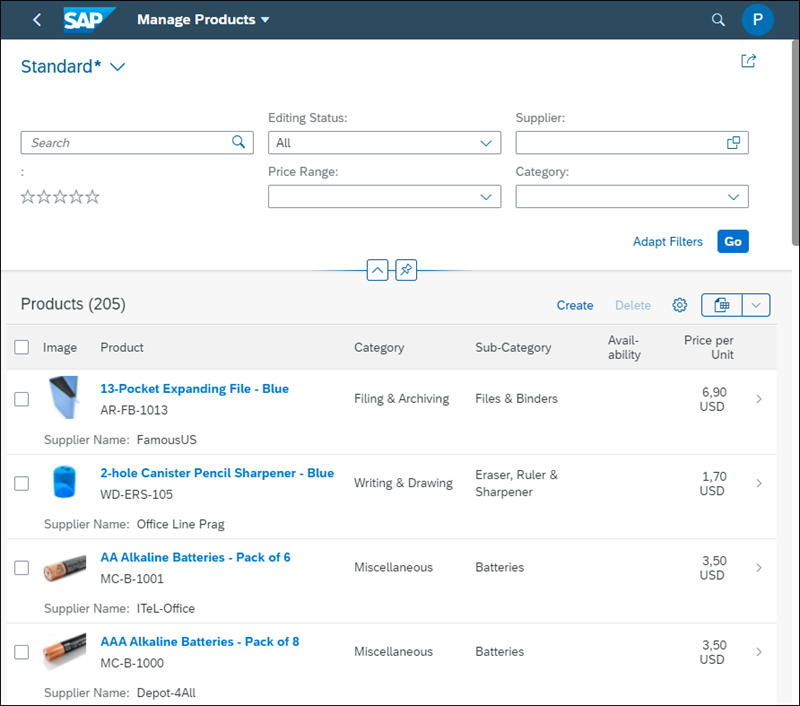 SAP Manage Products P
Standard*
Editing Status: Supplier:
Search All
: Price Range: Category:
Adapt Filters Go
Products (205) Create Delete
Image Product Category Sub-Category Avail-ability Price per Unit
13-Pocket Expanding File - Blue
AR-FB-1013
Filing & Archiving
Files & Binders
6,90
USD
Supplier Name: FamousUS
2-hole Canister Pencil Sharpener - Blue
WD-ERS-105
Writing & Drawing
Eraser, Ruler &
Sharpener
1,70
USD
Supplier Name: Office Line Prag
AA Alkaline Batteries - Pack of 6
MC-B-1001
Miscellaneous
Batteries
3,50
USD
Supplier Name: ITeL-Office
AAA Alkaline Batteries - Pack of 8
MC-B-1000
Miscellaneous
Batteries
3,50
USD
Supplier Name: Depot-4All